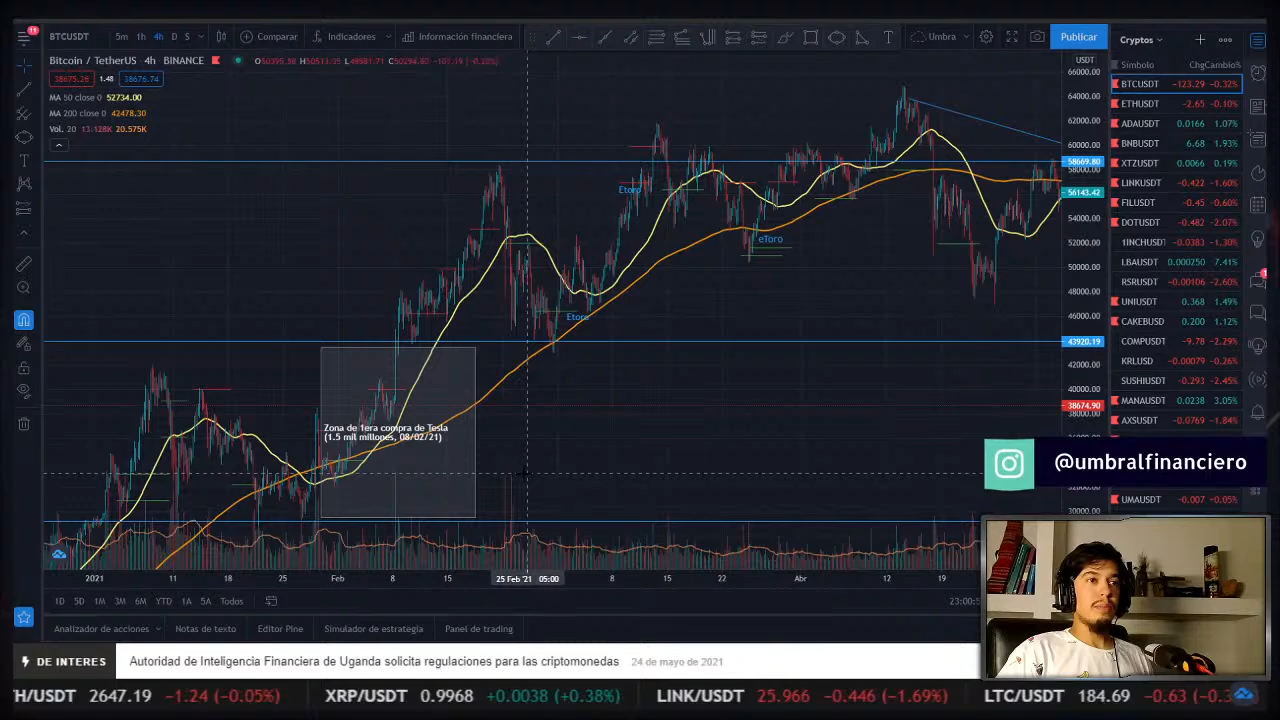 11
BTCUSDT 5m 1h 4h D S Comparar Indicadores Información financiera T Umbra Publicar
Bitcoin / TetherUS · 4h · BINANCE
38675.26 1.48 38676.74
MA 50 close 0 52734.00
MA 200 close 0 42478.30
Vol. 20 13.128K 20.575K
USDT
66000.00
64000.00
62000.00
60000.00
58669.80
58000.00
56143.42
54000.00
52000.00
50000.00
48000.00
46000.00
43920.19
42000.00
40000.00
38674.90
30000.00
Etoro
eToro
Etoro
Zona de 1era compra de Tesla
(1.5 mil millones, 08/02/21)
2021 11 18 25 Feb 8 15 25 Feb '21 05:00 8 15 22 Abr 12 19
1D 5D 1M 3M 6M YTD 1A 5A Todos
Analizador de acciones Notas de texto Editor Pine Simulador de estrategia Panel de trading
Cryptos
Símbolo Chg Cambio%
BTCUSDT -123.29 -0.32%
ETHUSDT -2.65 -0.10%
ADAUSDT 0.0166 1.07%
BNBUSDT 6.68 1.93%
XTZUSDT 0.0066 0.19%
LINKUSDT -0.422 -1.60%
FILUSDT -0.45 -0.60%
DOTUSDT -0.482 -2.07%
1INCHUSDT -0.0383 -1.30%
LBAUSDT 0.000250 7.41%
RSRUSDT -0.00106 -2.60%
UNIUSDT 0.368 1.49%
CAKEBUSD 0.200 1.12%
COMPUSDT -9.78 -2.29%
KRLUSD -0.00079 -0.26%
SUSHIUSDT -0.293 -2.45%
MANAUSDT 0.0238 3.05%
AXSUSDT -0.0769 -1.84%
@umbralfinanciero
UMAUSDT -0.007 -0.05%
DE INTERES Autoridad de Inteligencia Financiera de Uganda solicita regulaciones para las criptomonedas 24 de mayo de 2021
H/USDT 2647.19 -1.24 (-0.05%) XRP/USDT 0.9968 +0.0038 (+0.38%) LINK/USDT 25.966 -0.446 (-1.69%) LTC/USDT 184.69 -0.63